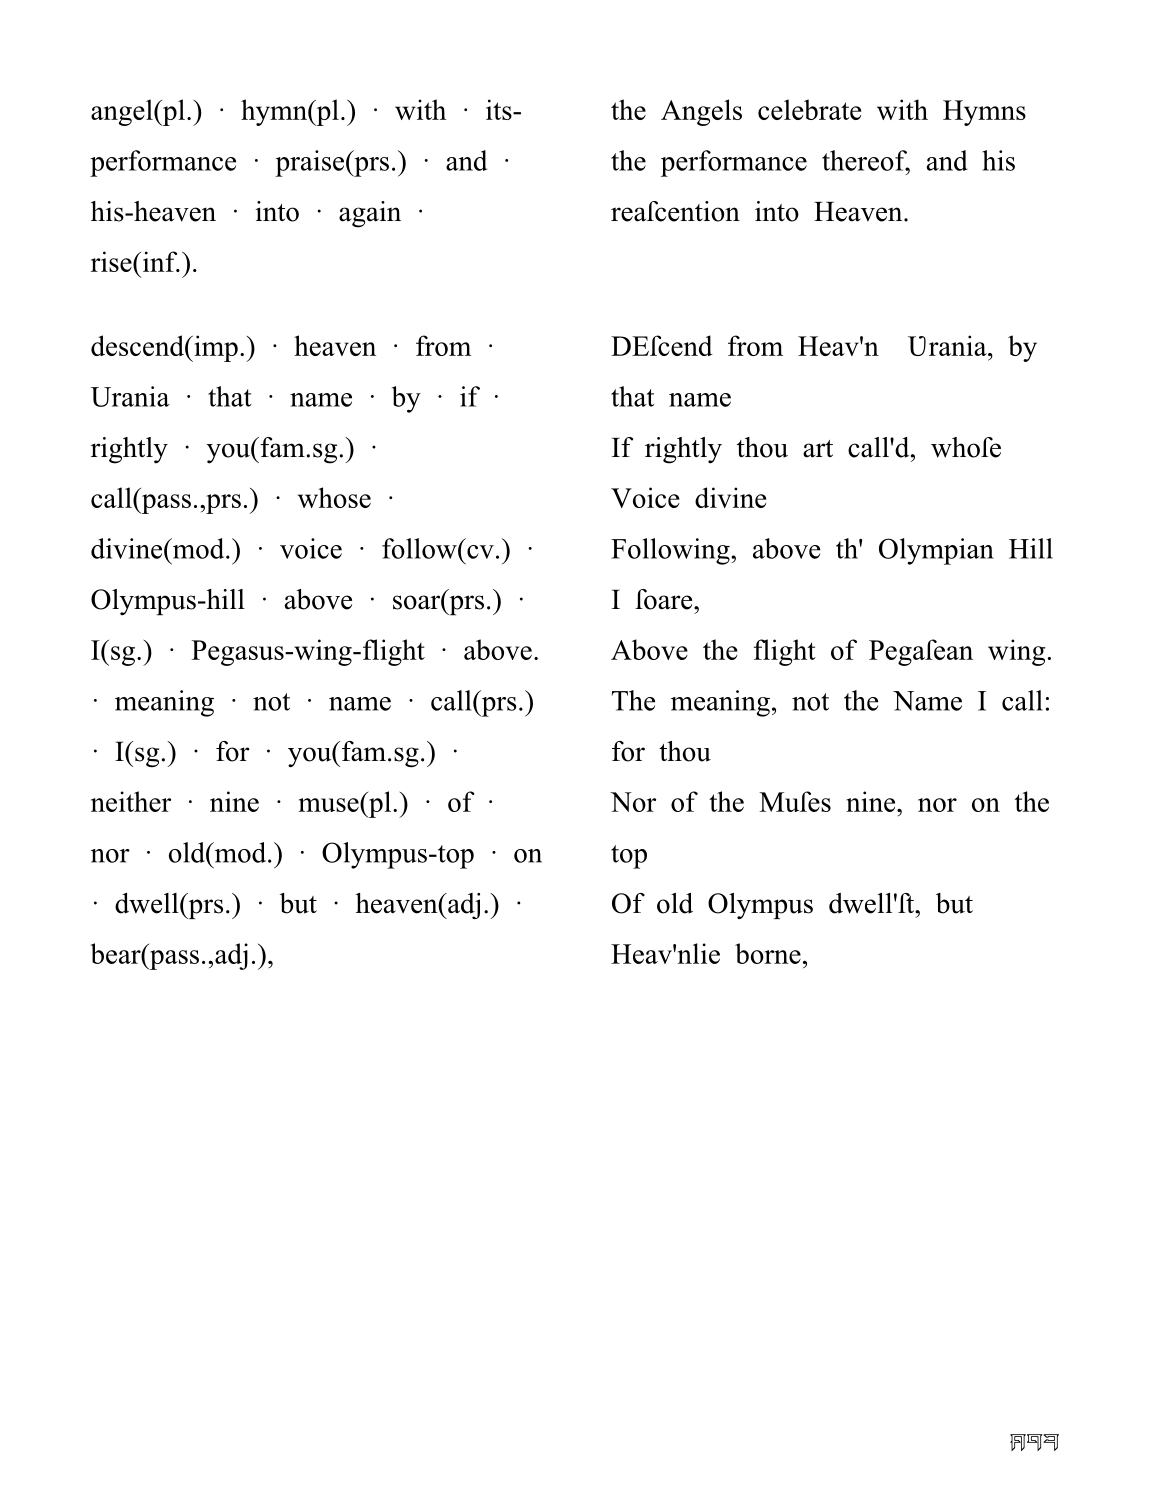 angel(pl.) · hymn(pl.) · with · its-
performance · praise(prs.) · and ·
his-heaven · into · again ·
rise(inf.).
descend(imp.) · heaven · from ·
Urania · that · name · by · if ·
rightly · you(fam.sg.) ·
call(pass.,prs.) · whose ·
divine(mod.) · voice · follow(cv.) ·
Olympus-hill · above · soar(prs.) ·
I(sg.) · Pegasus-wing-flight · above.
· meaning · not · name · call(prs.)
· I(sg.) · for · you(fam.sg.) ·
neither · nine · muse(pl.) · of ·
nor · old(mod.) · Olympus-top · on
· dwell(prs.) · but · heaven(adj.) ·
bear(pass.,adj.),
the Angels celebrate with Hymns
the performance thereof, and his
reaſcention into Heaven.
DEſcend from Heav'n Urania, by
that name
If rightly thou art call'd, whoſe
Voice divine
Following, above th' Olympian Hill
I ſoare,
Above the flight of Pegaſean wing.
The meaning, not the Name I call:
for thou
Nor of the Muſes nine, nor on the
top
Of old Olympus dwell'ſt, but
Heav'nlie borne,